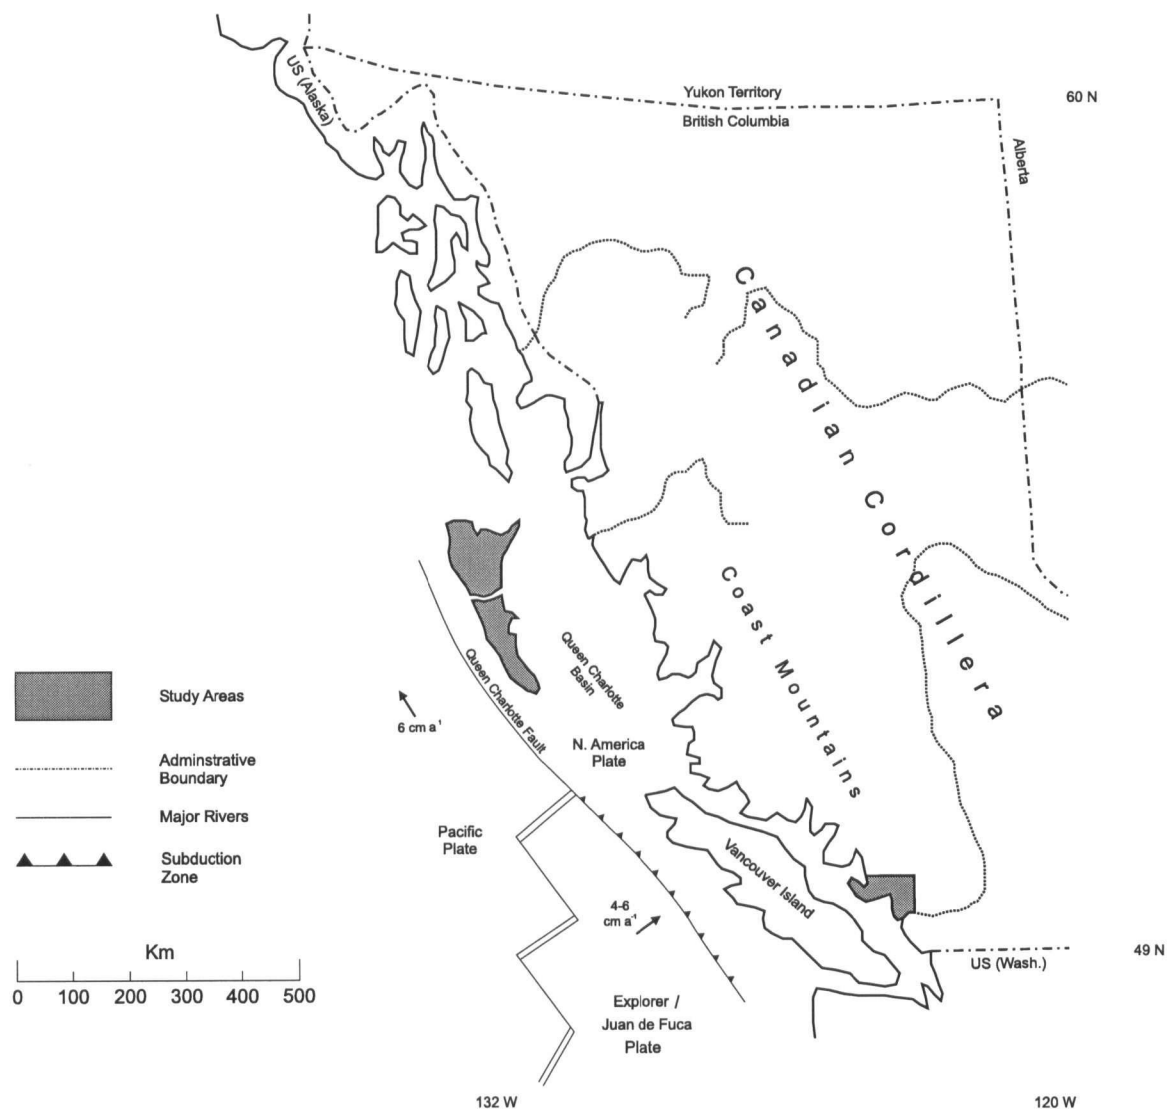 US (Alaska)
Yukon Territory
British Columbia
60 N
Alberta
Canadian Cordillera
Coast Mountains
Queen Charlotte
Basin
Queen Charlotte Fault
6 cm a⁻¹
N. America
Plate
Study Areas
Adminstrative
Boundary
Major Rivers
Subduction
Zone
Pacific
Plate
Vancouver Island
4-6
cm a⁻¹
Km
0 100 200 300 400 500
US (Wash.)
49 N
Explorer /
Juan de Fuca
Plate
132 W
120 W